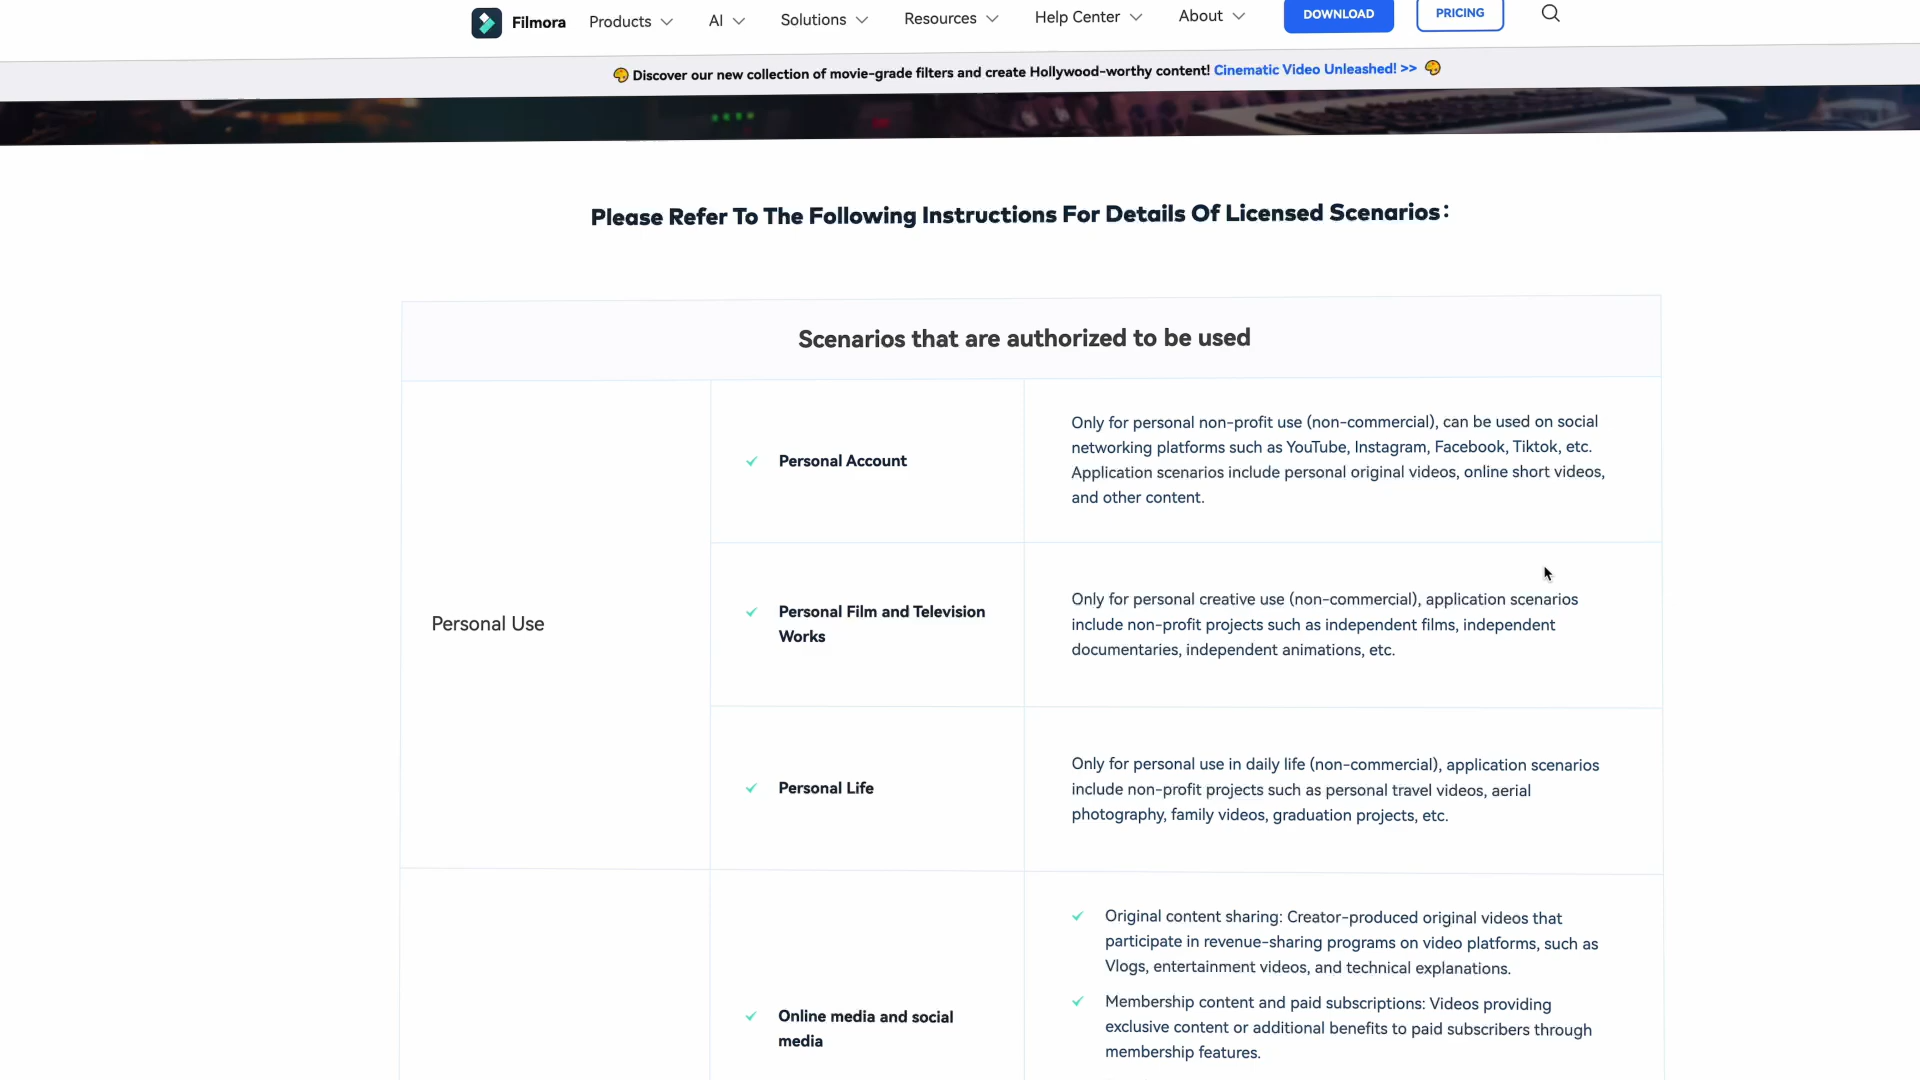 Filmora Products AI Solutions Resources Help Center About DOWNLOAD PRICING
Discover our new collection of movie-grade filters and create Hollywood-worthy content! Cinematic Video Unleashed! >>
Please Refer To The Following Instructions For Details Of Licensed Scenarios:
Scenarios that are authorized to be used
Personal Use
Personal Account
Only for personal non-profit use (non-commercial), can be used on social
networking platforms such as YouTube, Instagram, Facebook, Tiktok, etc.
Application scenarios include personal original videos, online short videos,
and other content.
Personal Film and Television
Works
Only for personal creative use (non-commercial), application scenarios
include non-profit projects such as independent films, independent
documentaries, independent animations, etc.
Personal Life
Only for personal use in daily life (non-commercial), application scenarios
include non-profit projects such as personal travel videos, aerial
photography, family videos, graduation projects, etc.
Online media and social
media
Original content sharing: Creator-produced original videos that
participate in revenue-sharing programs on video platforms, such as
Vlogs, entertainment videos, and technical explanations.
Membership content and paid subscriptions: Videos providing
exclusive content or additional benefits to paid subscribers through
membership features.